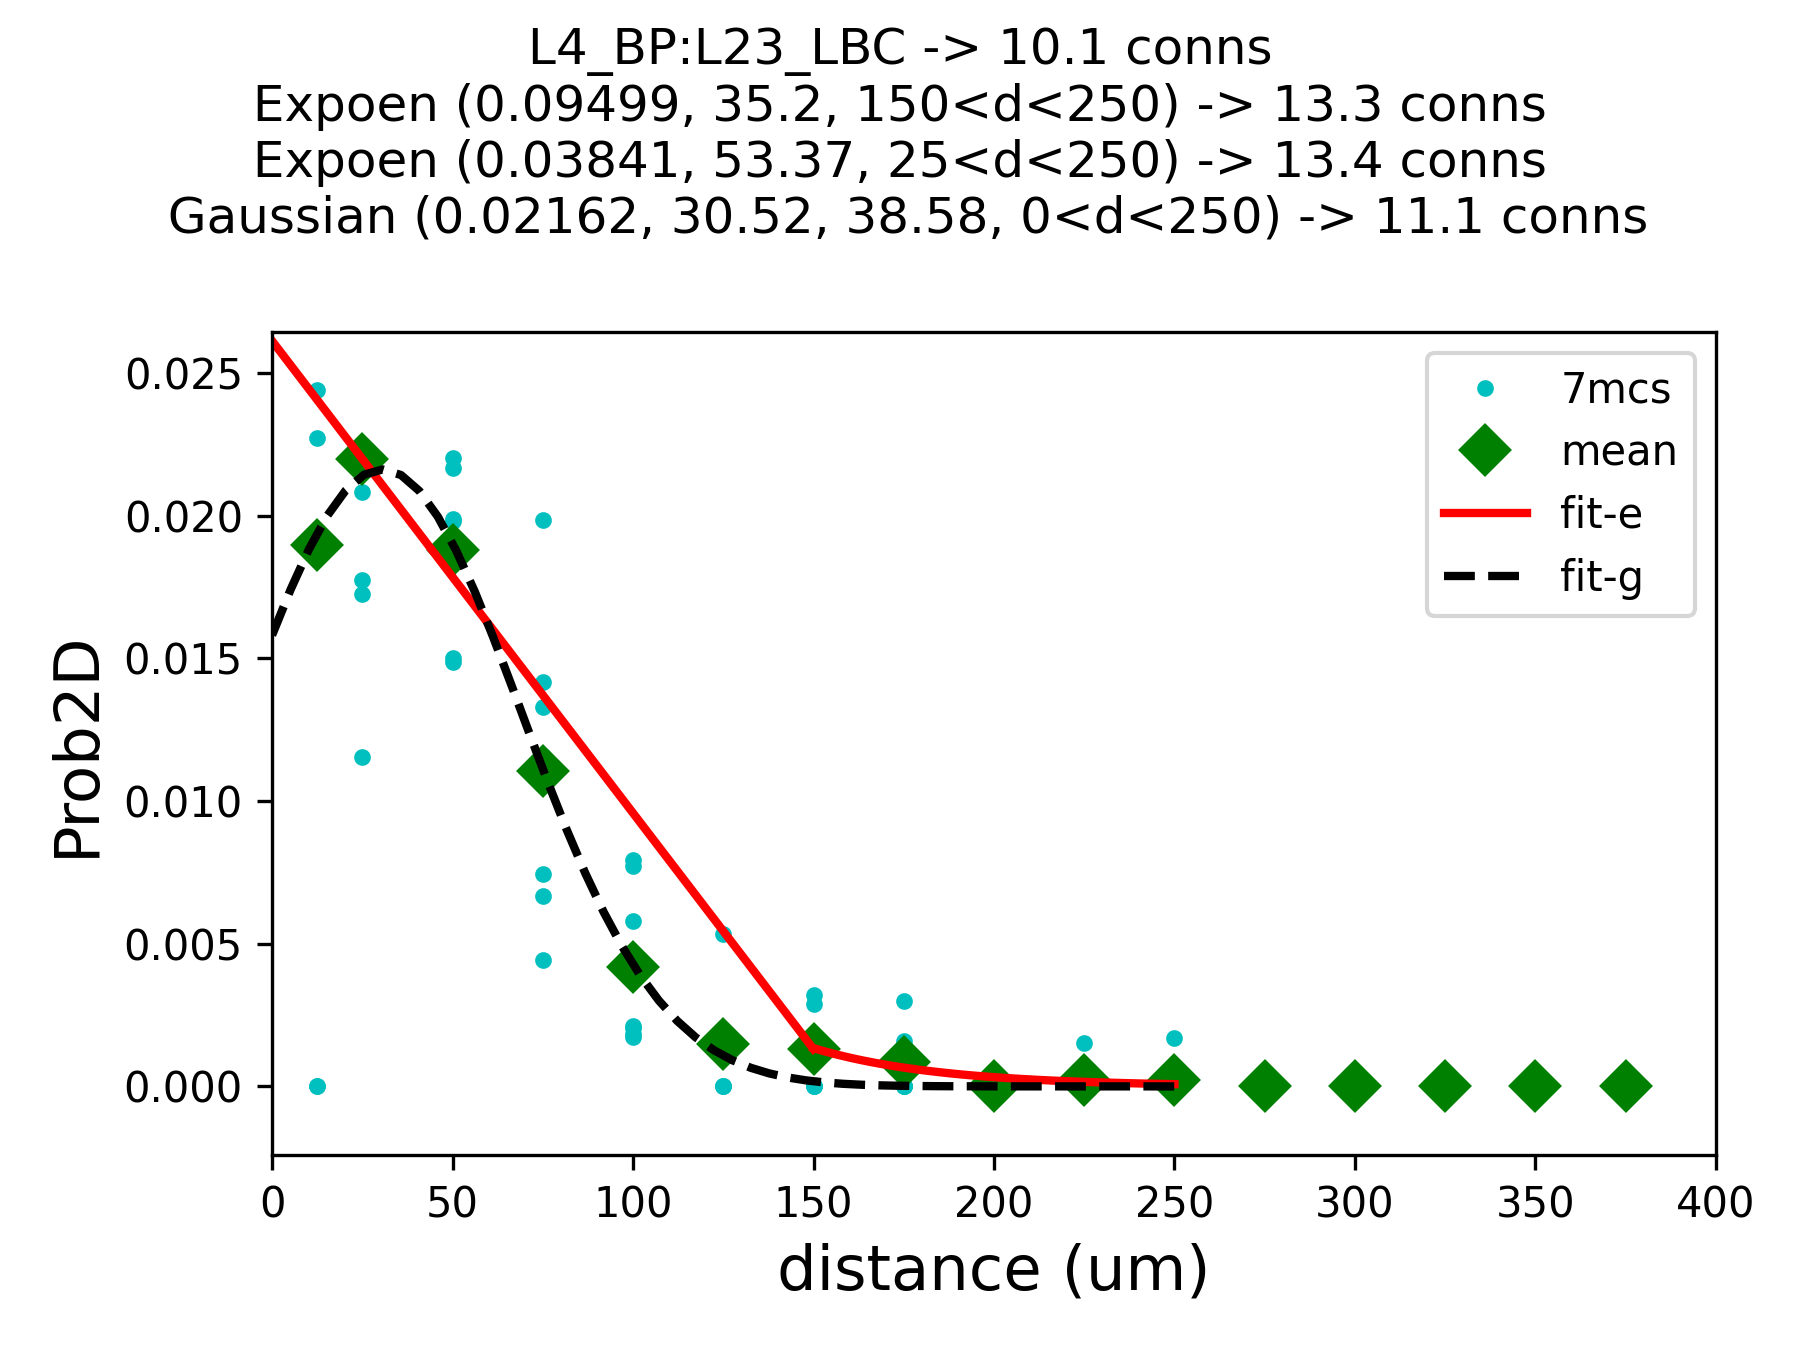 L4_BP:L23_LBC -> 10.1 conns
Expoen (0.09499, 35.2, 150<d<250) -> 13.3 conns
Expoen (0.03841, 53.37, 25<d<250) -> 13.4 conns
Gaussian (0.02162, 30.52, 38.58, 0<d<250) -> 11.1 conns
7mcs
mean
fit-e
fit-g
0.025
0.020
0.015
0.010
0.005
0.000
Prob2D
0 50 100 150 200 250 300 350 400
distance (um)